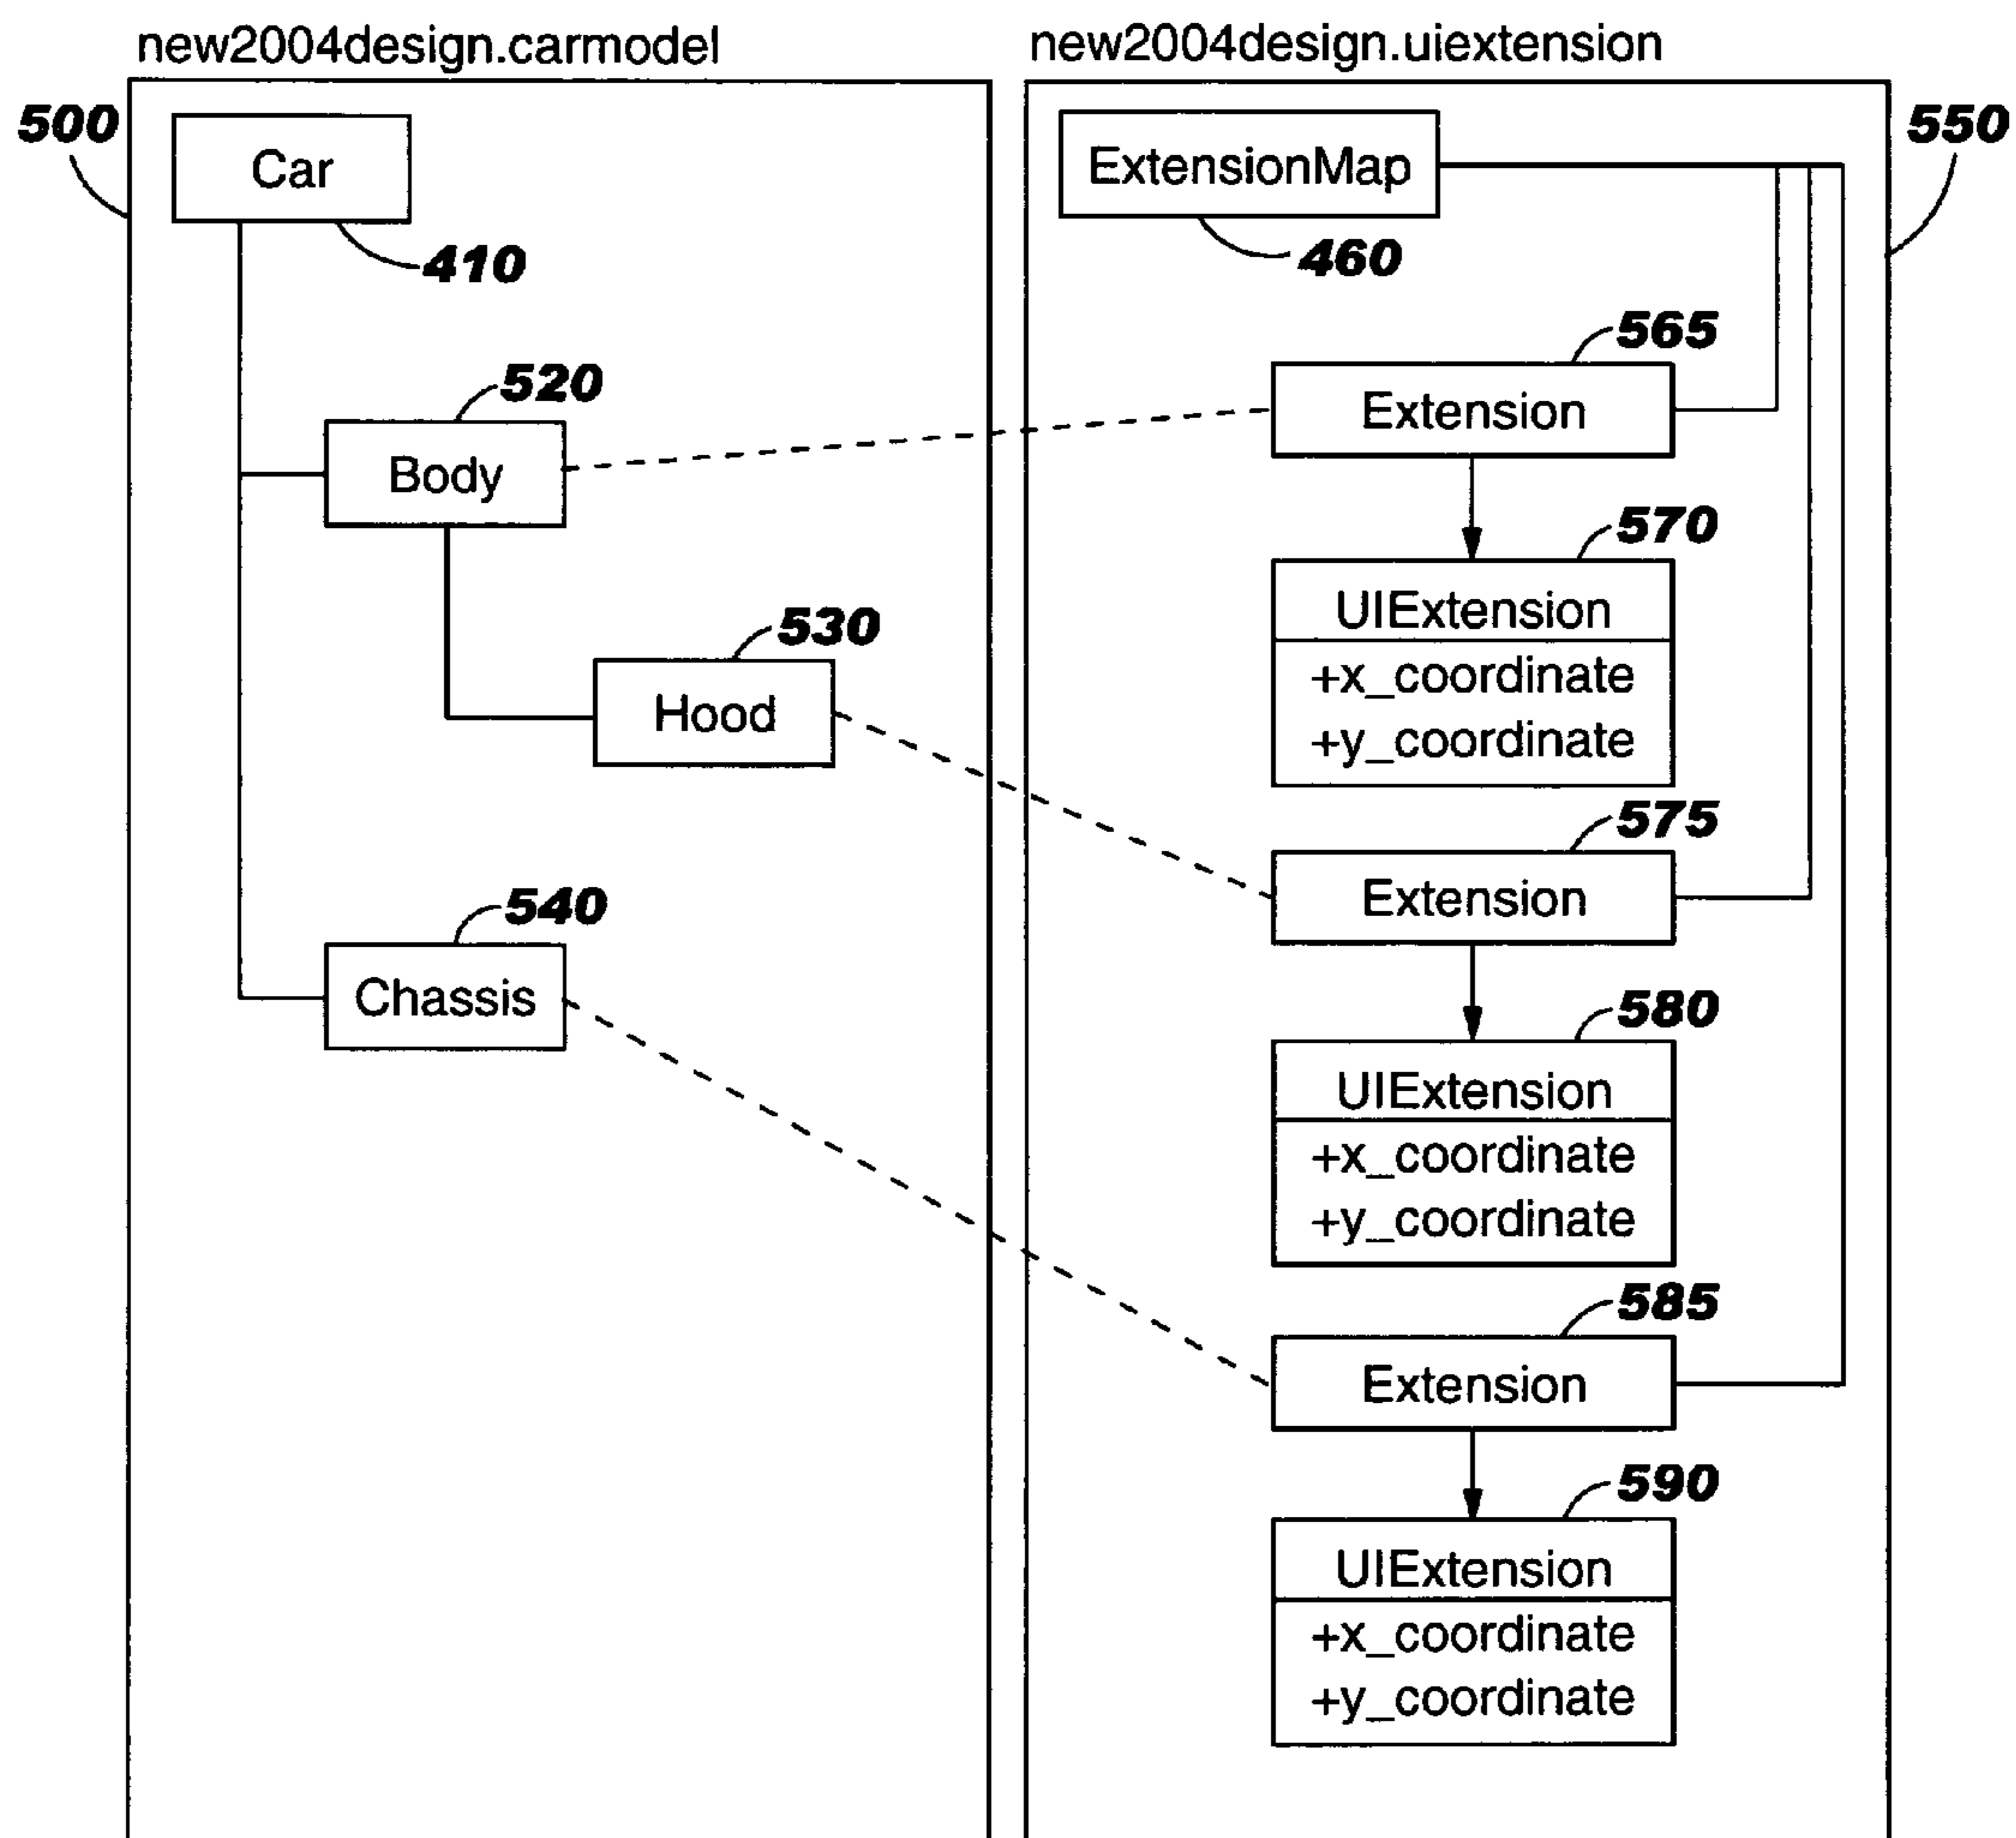 new2004design.carmodel
500
Car
410
520
Body
530
Hood
540
Chassis
new2004design.uiextension
550
ExtensionMap
460
565
Extension
570
UIExtension
+x_coordinate
+y_coordinate
575
Extension
580
UIExtension
+x_coordinate
+y_coordinate
585
Extension
590
UIExtension
+x_coordinate
+y_coordinate